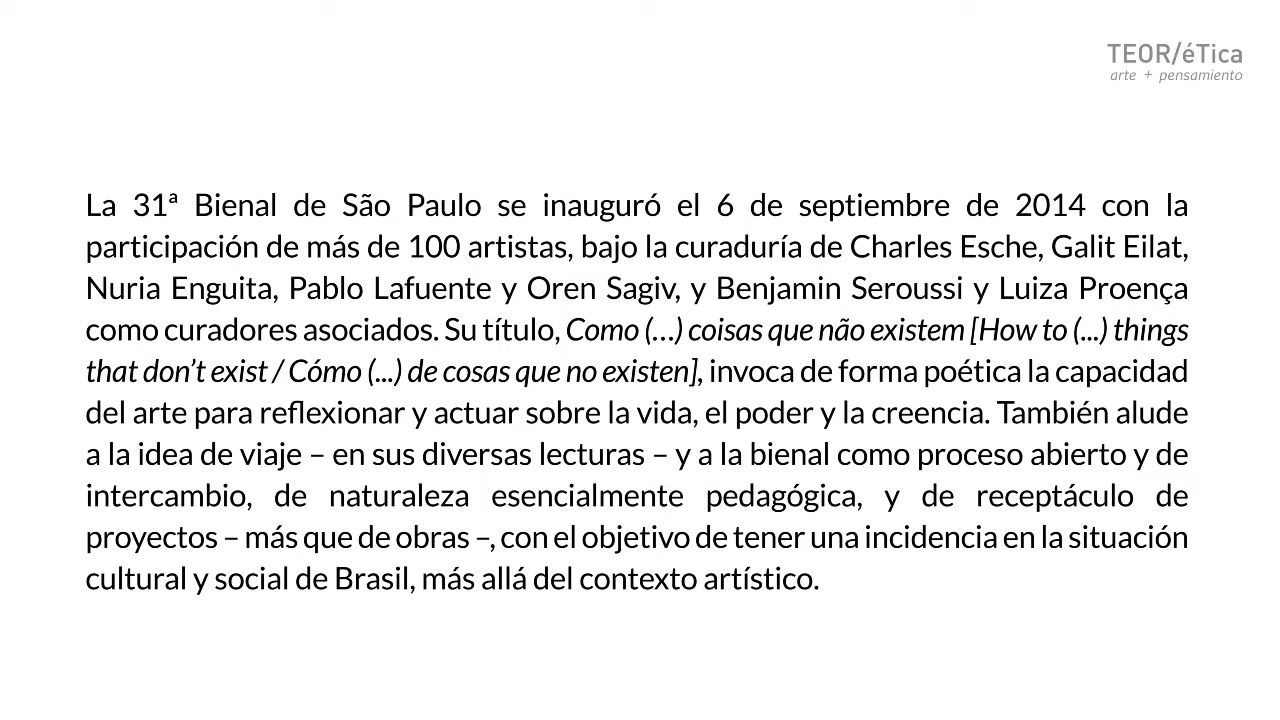 TEOR/éTica
arte + pensamiento
La 31ª Bienal de São Paulo se inauguró el 6 de septiembre de 2014 con la
participación de más de 100 artistas, bajo la curaduría de Charles Esche, Galit Eilat,
Nuria Enguita, Pablo Lafuente y Oren Sagiv, y Benjamin Seroussi y Luiza Proença
como curadores asociados. Su título, Como (…) coisas que não existem [How to (...) things
that don’t exist / Cómo (...) de cosas que no existen], invoca de forma poética la capacidad
del arte para reflexionar y actuar sobre la vida, el poder y la creencia. También alude
a la idea de viaje – en sus diversas lecturas – y a la bienal como proceso abierto y de
intercambio, de naturaleza esencialmente pedagógica, y de receptáculo de
proyectos – más que de obras –, con el objetivo de tener una incidencia en la situación
cultural y social de Brasil, más allá del contexto artístico.